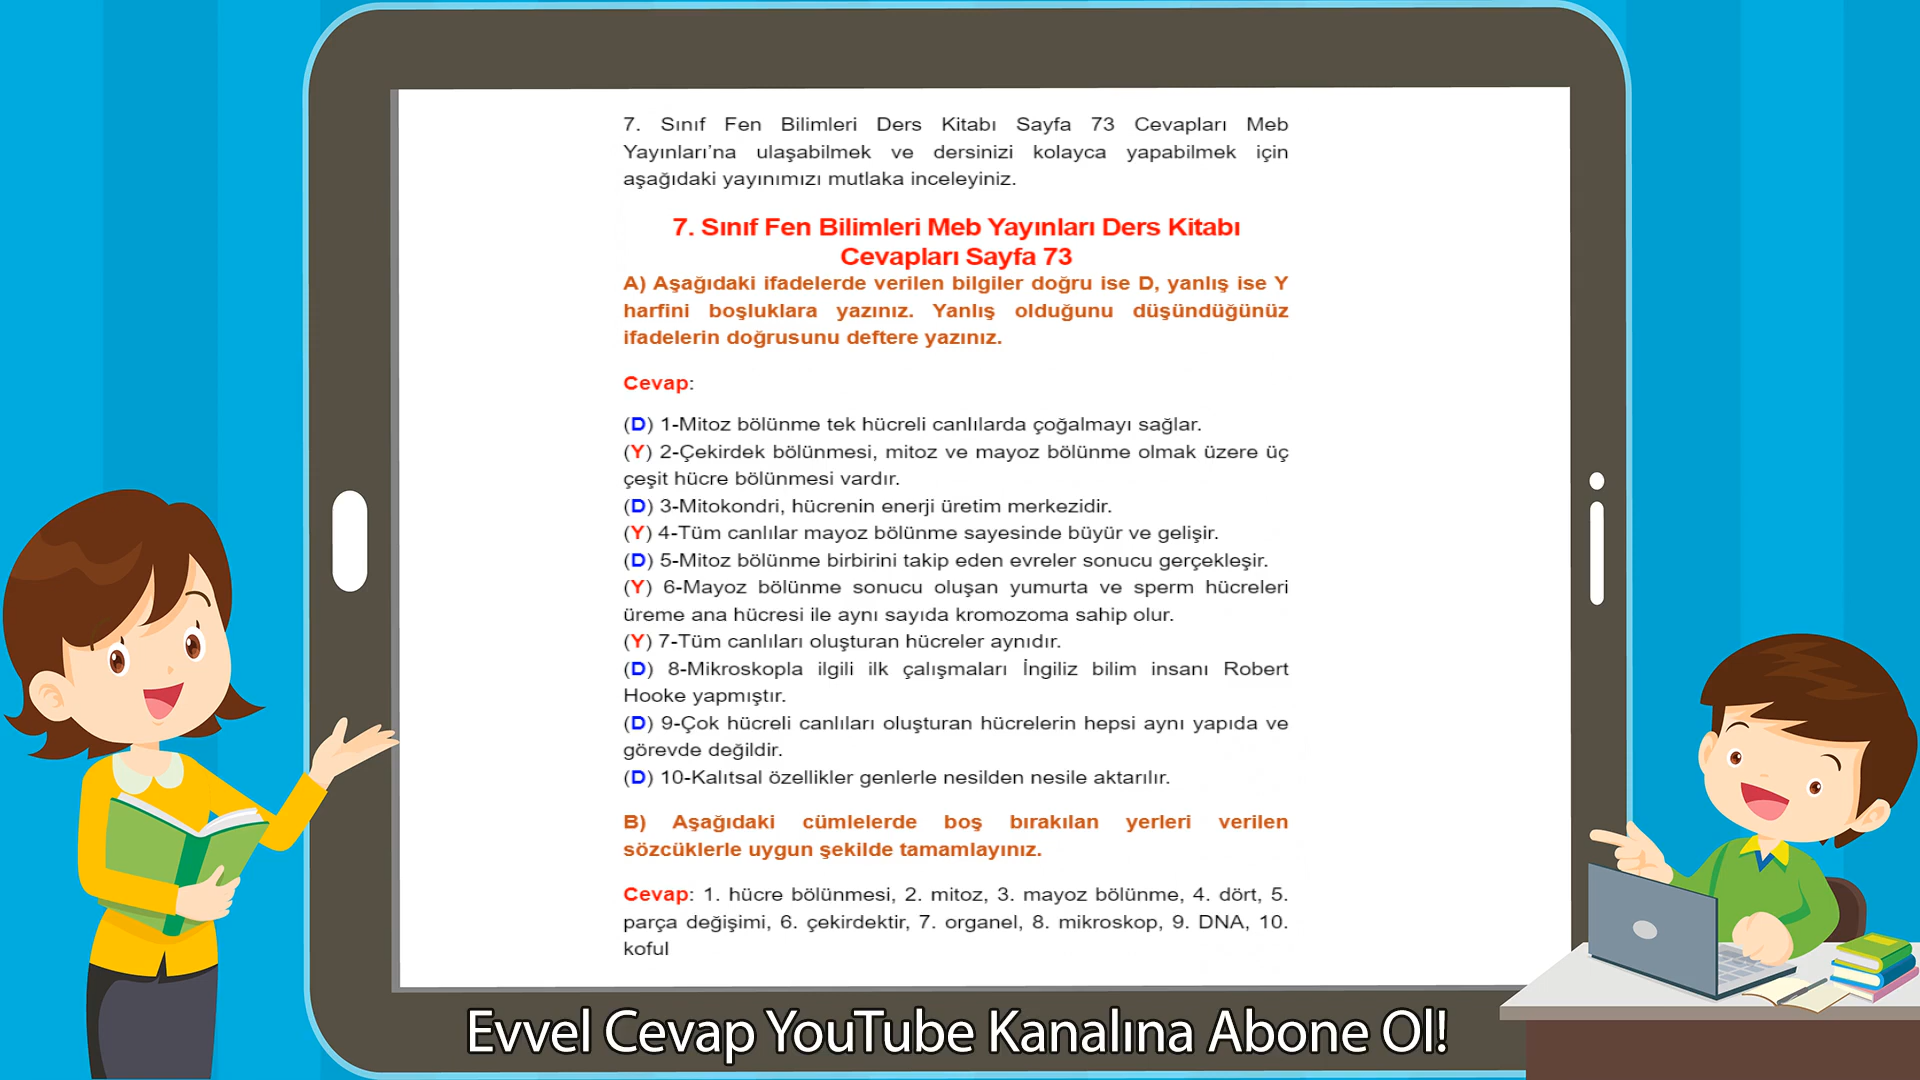 7. Sınıf Fen Bilimleri Ders Kitabı Sayfa 73 Cevapları Meb
Yayınları’na ulaşabilmek ve dersinizi kolayca yapabilmek için
aşağıdaki yayınımızı mutlaka inceleyiniz.
7. Sınıf Fen Bilimleri Meb Yayınları Ders Kitabı
Cevapları Sayfa 73
A) Aşağıdaki ifadelerde verilen bilgiler doğru ise D, yanlış ise Y
harfini boşluklara yazınız. Yanlış olduğunu düşündüğünüz
ifadelerin doğrusunu deftere yazınız.
Cevap:
(D) 1-Mitoz bölünme tek hücreli canlılarda çoğalmayı sağlar.
(Y) 2-Çekirdek bölünmesi, mitoz ve mayoz bölünme olmak üzere üç
çeşit hücre bölünmesi vardır.
(D) 3-Mitokondri, hücrenin enerji üretim merkezidir.
(Y) 4-Tüm canlılar mayoz bölünme sayesinde büyür ve gelişir.
(D) 5-Mitoz bölünme birbirini takip eden evreler sonucu gerçekleşir.
(Y) 6-Mayoz bölünme sonucu oluşan yumurta ve sperm hücreleri
üreme ana hücresi ile aynı sayıda kromozoma sahip olur.
(Y) 7-Tüm canlıları oluşturan hücreler aynıdır.
(D) 8-Mikroskopla ilgili ilk çalışmaları İngiliz bilim insanı Robert
Hooke yapmıştır.
(D) 9-Çok hücreli canlıları oluşturan hücrelerin hepsi aynı yapıda ve
görevde değildir.
(D) 10-Kalıtsal özellikler genlerle nesilden nesile aktarılır.
B) Aşağıdaki cümlelerde boş bırakılan yerleri verilen
sözcüklerle uygun şekilde tamamlayınız.
Cevap: 1. hücre bölünmesi, 2. mitoz, 3. mayoz bölünme, 4. dört, 5.
parça değişimi, 6. çekirdektir, 7. organel, 8. mikroskop, 9. DNA, 10.
koful
Evvel Cevap YouTube Kanalına Abone Ol!